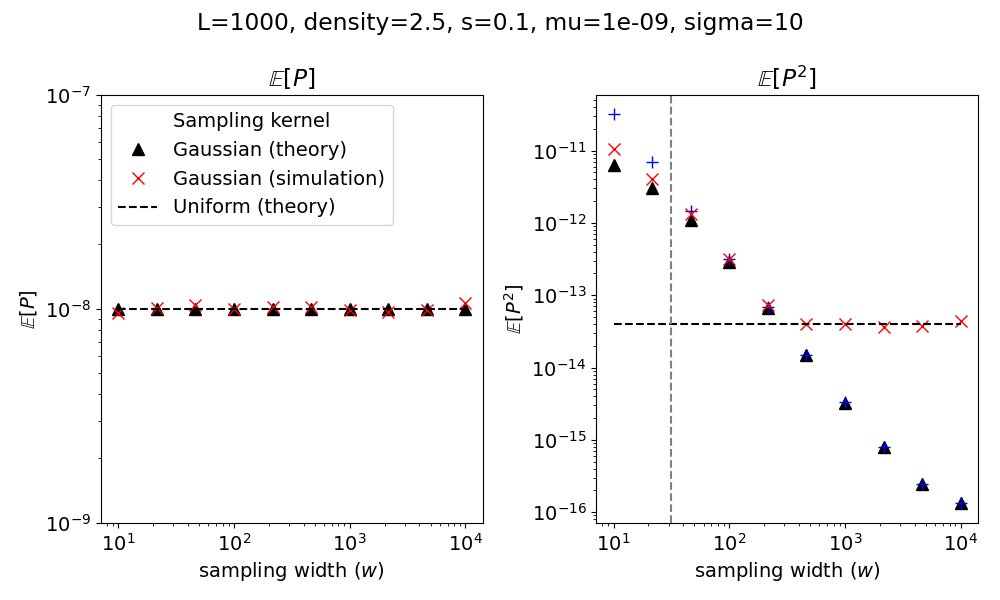 L=1000, density=2.5, s=0.1, mu=1e-09, sigma=10
𝔼[P]
𝔼[P]
10⁻⁷
10⁻⁸
10⁻⁹
Sampling kernel
Gaussian (theory)
Gaussian (simulation)
Uniform (theory)
10¹ 10² 10³ 10⁴
sampling width (w)
𝔼[P²]
𝔼[P²]
10⁻¹¹
10⁻¹²
10⁻¹³
10⁻¹⁴
10⁻¹⁵
10⁻¹⁶
10¹ 10² 10³ 10⁴
sampling width (w)